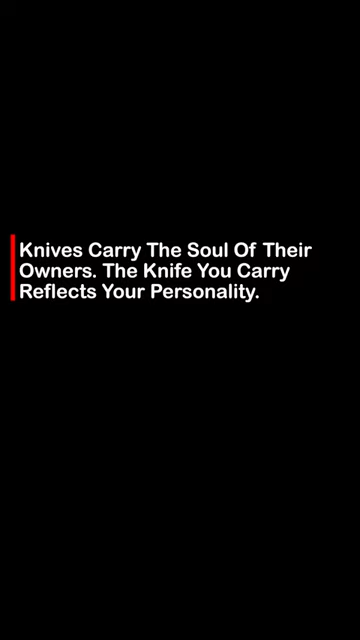 Knives Carry The Soul Of Their
Owners. The Knife You Carry
Reflects Your Personality.